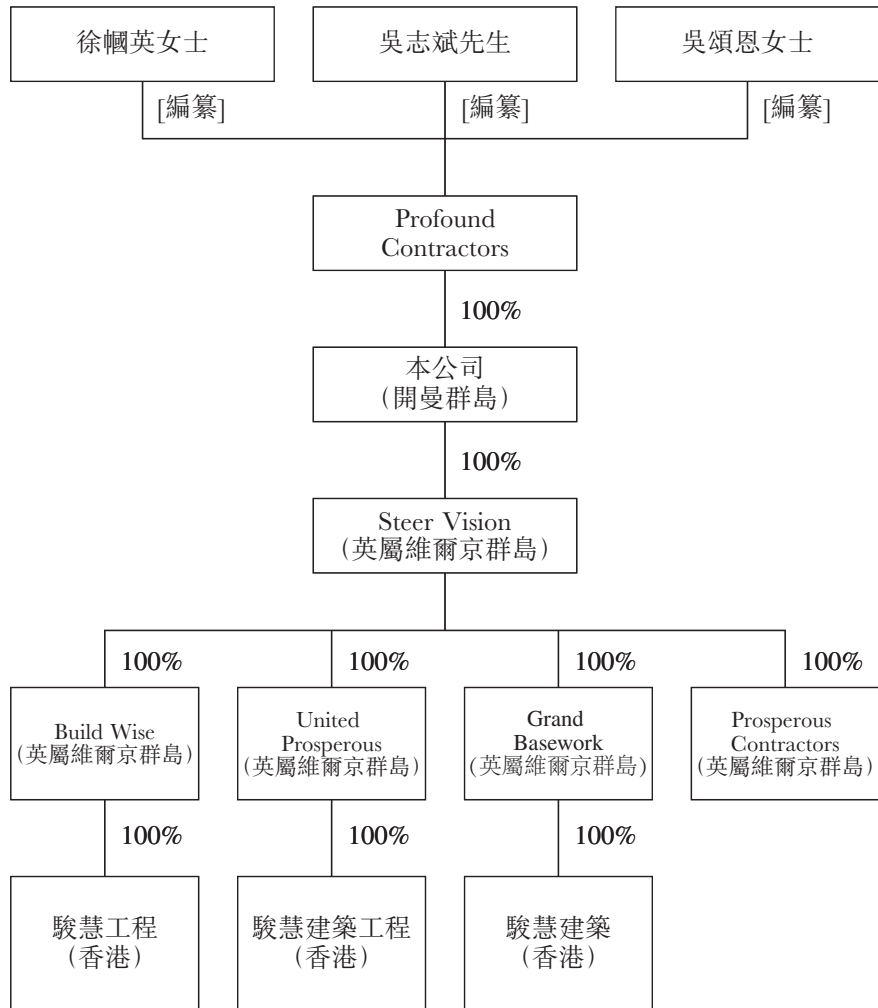 徐幗英女士
吳志斌先生
吳頌恩女士
[編纂]
[編纂]
[編纂]
Profound
Contractors
100%
本公司
(開曼群島)
100%
Steer Vision
(英屬維爾京群島)
100%
100%
100%
100%
Build Wise
(英屬維爾京群島)
United
Prosperous
(英屬維爾京群島)
Grand
Basework
(英屬維爾京群島)
Prosperous
Contractors
(英屬維爾京群島)
100%
100%
100%
駿慧工程
(香港)
駿慧建築工程
(香港)
駿慧建築
(香港)